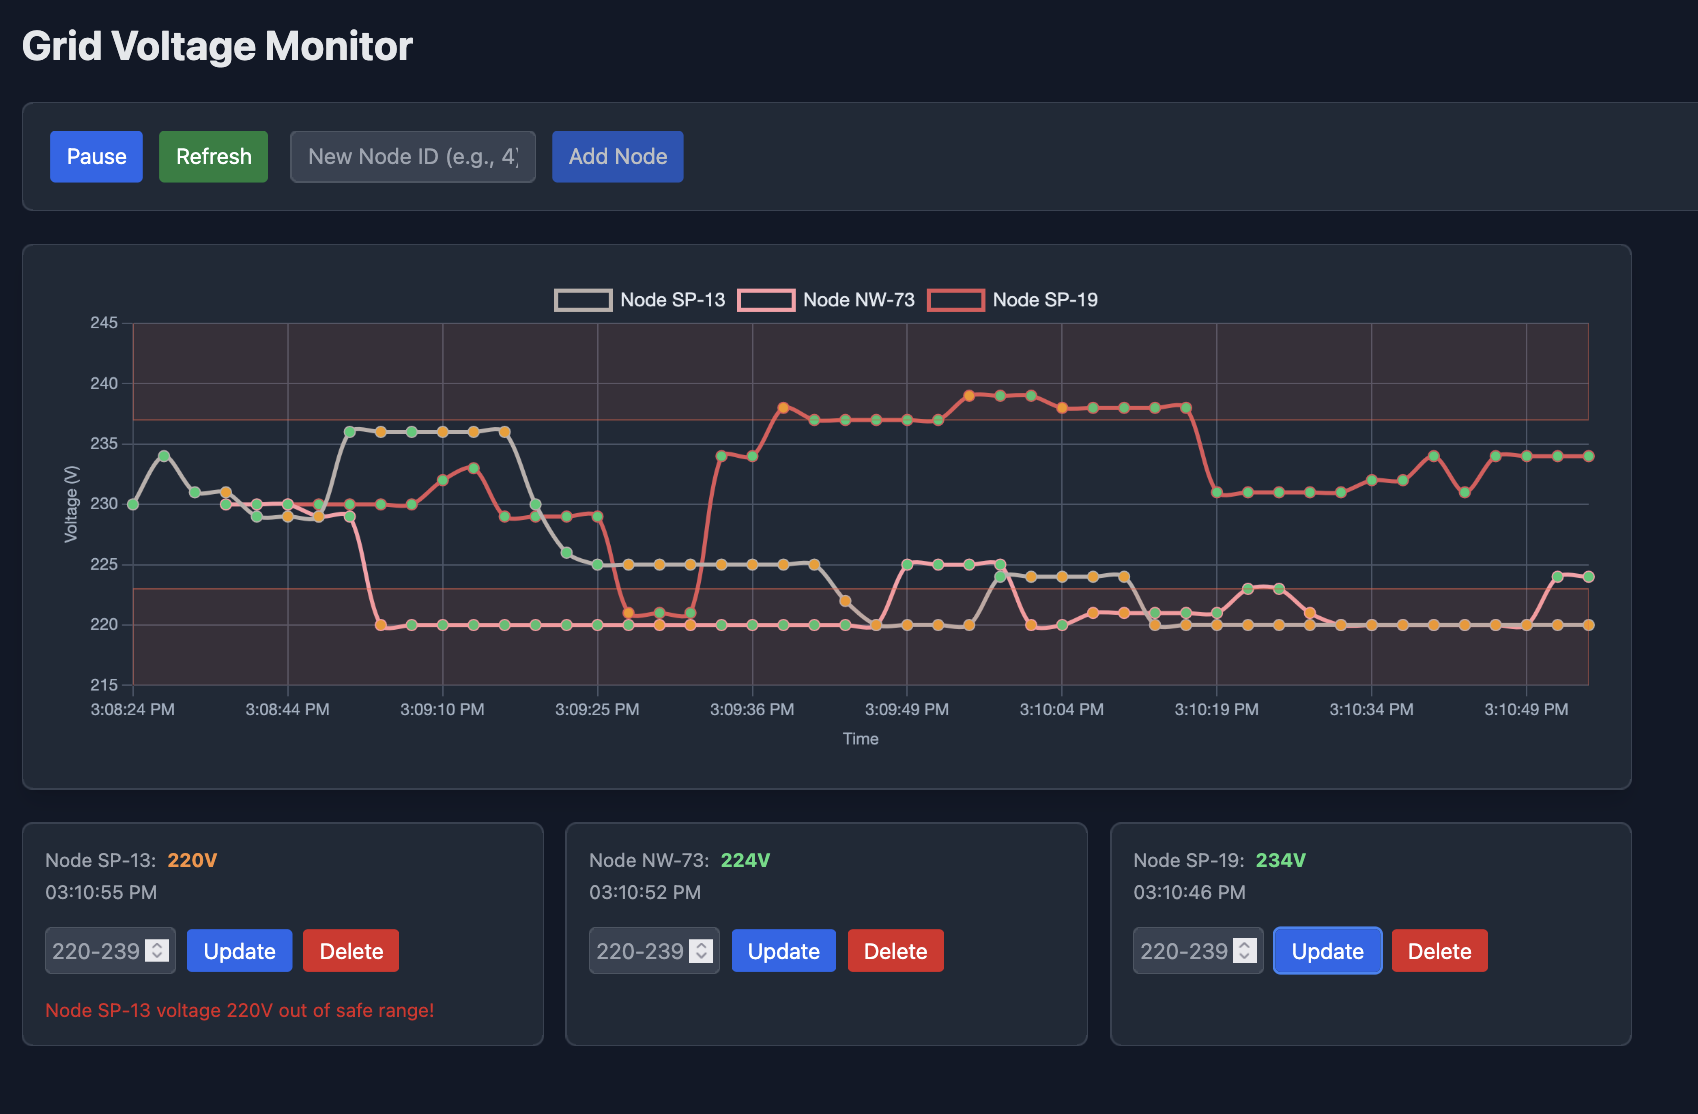 Grid Voltage Monitor
Pause Refresh New Node ID (e.g., 4) Add Node
Node SP-13 Node NW-73 Node SP-19
245
240
235
230
225
220
215
Voltage (V)
3:08:24 PM 3:08:44 PM 3:09:10 PM 3:09:25 PM 3:09:36 PM 3:09:49 PM 3:10:04 PM 3:10:19 PM 3:10:34 PM 3:10:49 PM
Time
Node SP-13: 220V
03:10:55 PM
220-239 Update Delete
Node SP-13 voltage 220V out of safe range!
Node NW-73: 224V
03:10:52 PM
220-239 Update Delete
Node SP-19: 234V
03:10:46 PM
220-239 Update Delete